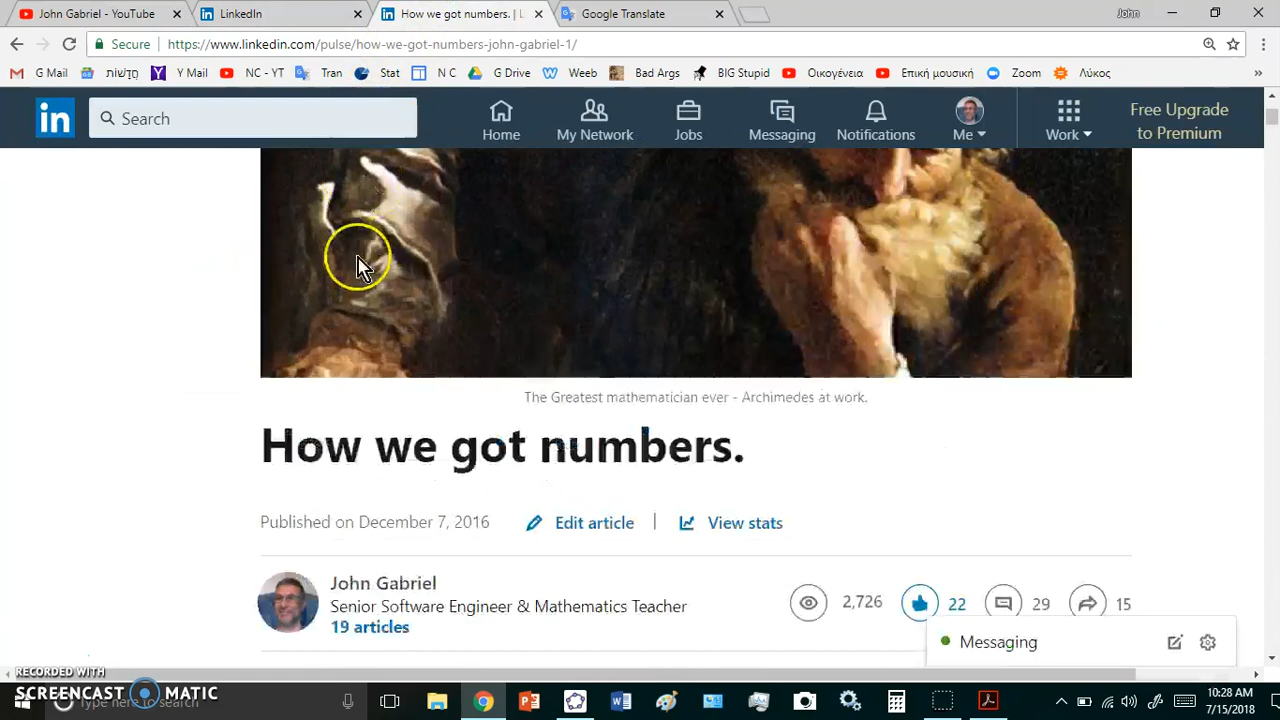 John Gabriel - YouTube
LinkedIn
How we got numbers. | L
Google Translate
John
Secure
https://www.linkedin.com/pulse/how-we-got-numbers-john-gabriel-1/
G Mail
Y Mail
NC - YT
Tran
Stat
N C
G Drive
Weeb
Bad Args
BIG Stupid
Οικογένεια
Επική μουσική
Zoom
Λύκος
in
Search
Home
My Network
Jobs
Messaging
Notifications
Me
Work
Free Upgrade
to Premium
The Greatest mathematician ever - Archimedes at work.
How we got numbers.
Published on December 7, 2016
Edit article
View stats
John Gabriel
Senior Software Engineer & Mathematics Teacher
19 articles
2,726
22
29
15
Messaging
RECORDED WITH
SCREENCAST MATIC
Type here to search
10:28 AM
7/15/2018